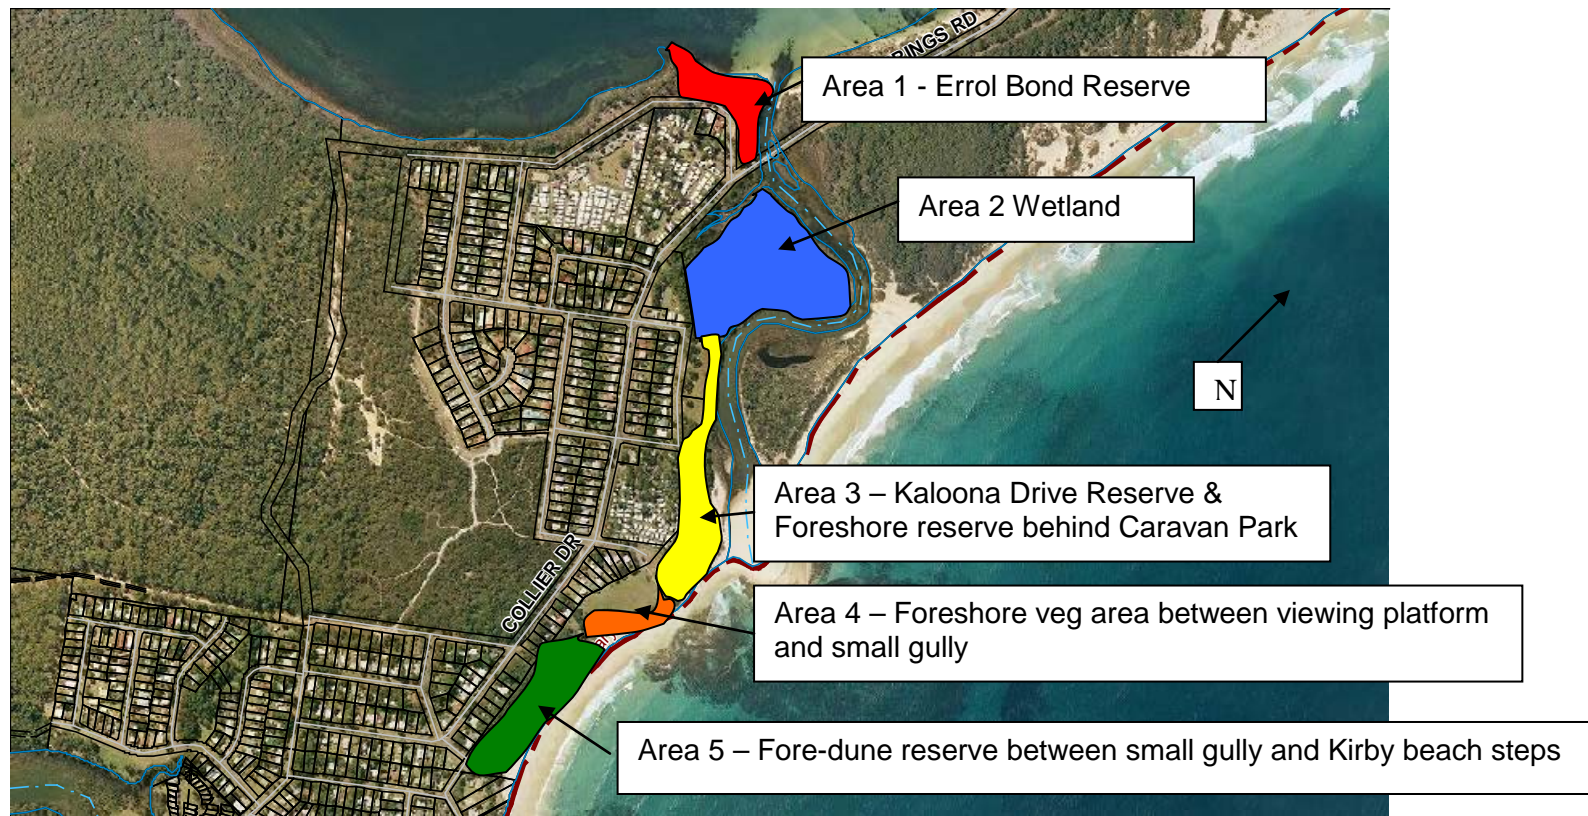 RINGS RD
Area 1 - Errol Bond Reserve
Area 2 Wetland
N
Area 3 – Kaloona Drive Reserve &
Foreshore reserve behind Caravan Park
COLLIER DR
Area 4 – Foreshore veg area between viewing platform
and small gully
Area 5 – Fore-dune reserve between small gully and Kirby beach steps